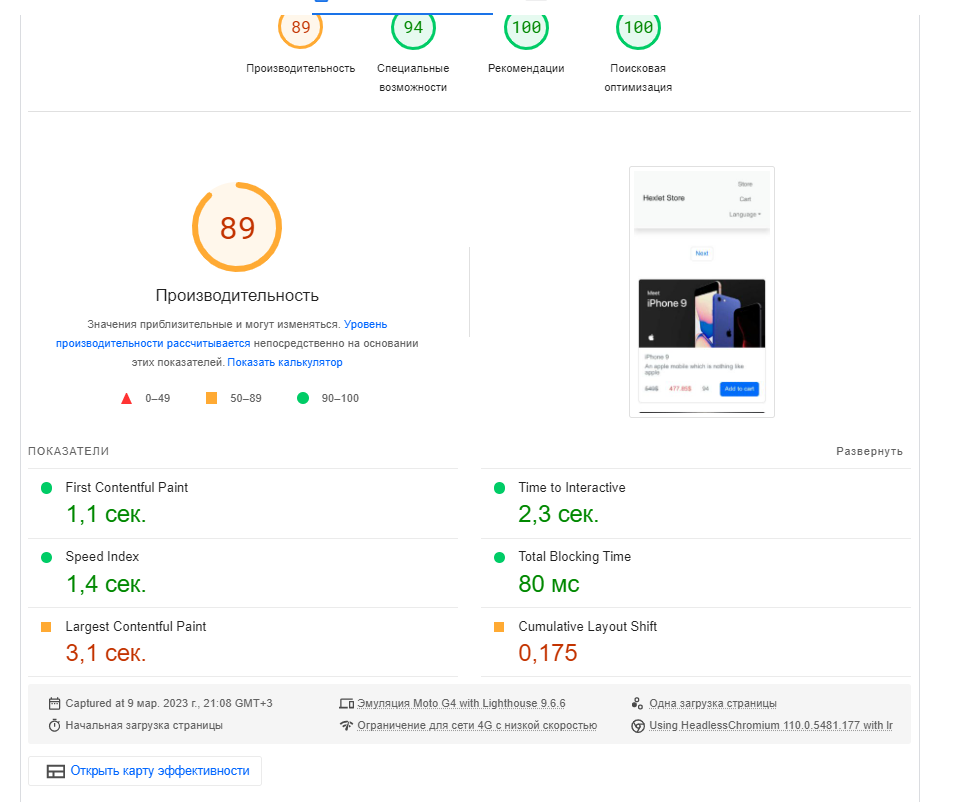 89
94
100
100
Производительность
Специальные
возможности
Рекомендации
Поисковая
оптимизация
89
Производительность
Значения приблизительные и могут изменяться. Уровень
производительности рассчитывается непосредственно на основании
этих показателей. Показать калькулятор
0–49
50–89
90–100
Hexlet Store
Store
Cart
Language
Next
Meet
iPhone 9
iPhone 9
An apple mobile which is nothing like
apple
549$
477.85$
94
Add to cart
ПОКАЗАТЕЛИ
Развернуть
First Contentful Paint
1,1 сек.
Time to Interactive
2,3 сек.
Speed Index
1,4 сек.
Total Blocking Time
80 мс
Largest Contentful Paint
3,1 сек.
Cumulative Layout Shift
0,175
Captured at 9 мар. 2023 г., 21:08 GMT+3
Эмуляция Moto G4 with Lighthouse 9.6.6
Одна загрузка страницы
Начальная загрузка страницы
Ограничение для сети 4G с низкой скоростью
Using HeadlessChromium 110.0.5481.177 with lr
Открыть карту эффективности